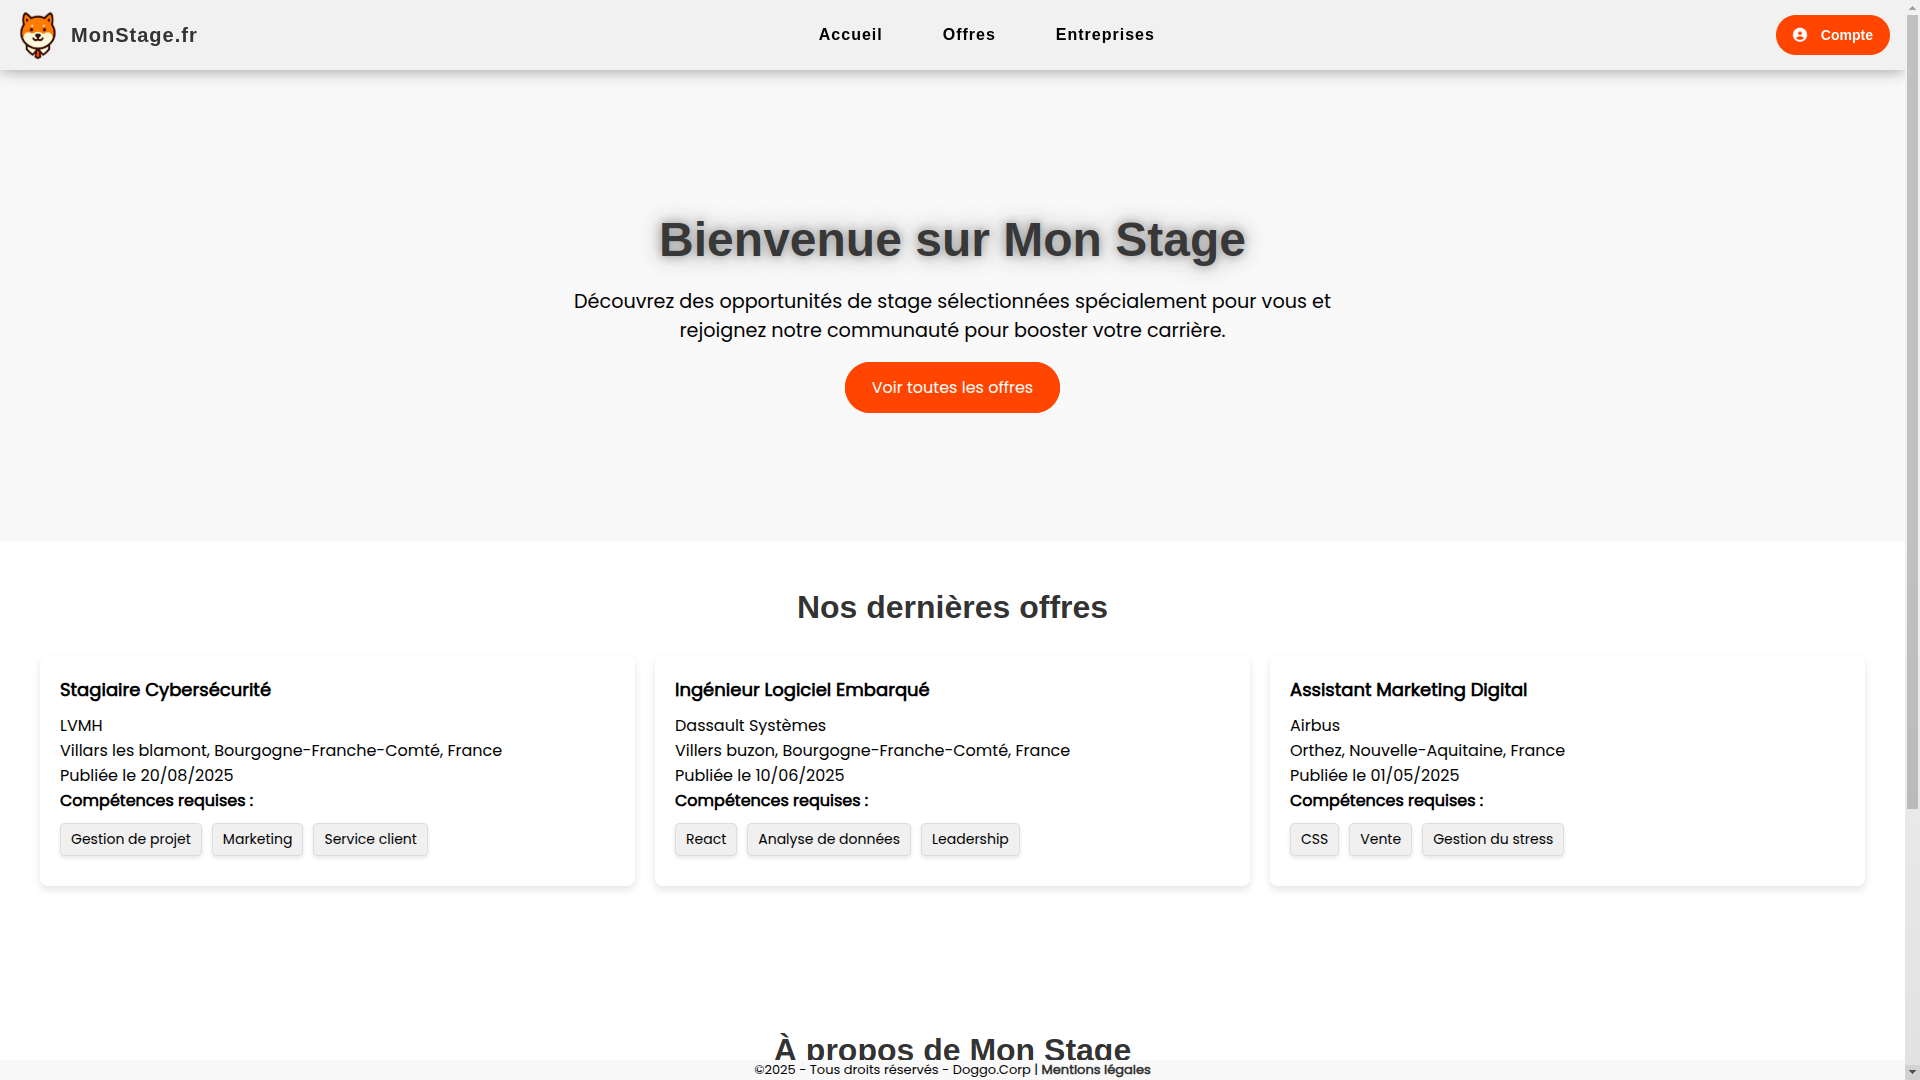 MonStage.fr
Accueil
Offres
Entreprises
Compte
Bienvenue sur Mon Stage
Découvrez des opportunités de stage sélectionnées spécialement pour vous et
rejoignez notre communauté pour booster votre carrière.
Voir toutes les offres
Nos dernières offres
Stagiaire Cybersécurité
LVMH
Villars les blamont, Bourgogne-Franche-Comté, France
Publiée le 20/08/2025
Compétences requises :
Gestion de projet
Marketing
Service client
Ingénieur Logiciel Embarqué
Dassault Systèmes
Villers buzon, Bourgogne-Franche-Comté, France
Publiée le 10/06/2025
Compétences requises :
React
Analyse de données
Leadership
Assistant Marketing Digital
Airbus
Orthez, Nouvelle-Aquitaine, France
Publiée le 01/05/2025
Compétences requises :
CSS
Vente
Gestion du stress
À propos de Mon Stage
©2025 - Tous droits réservés - Doggo.Corp | Mentions légales